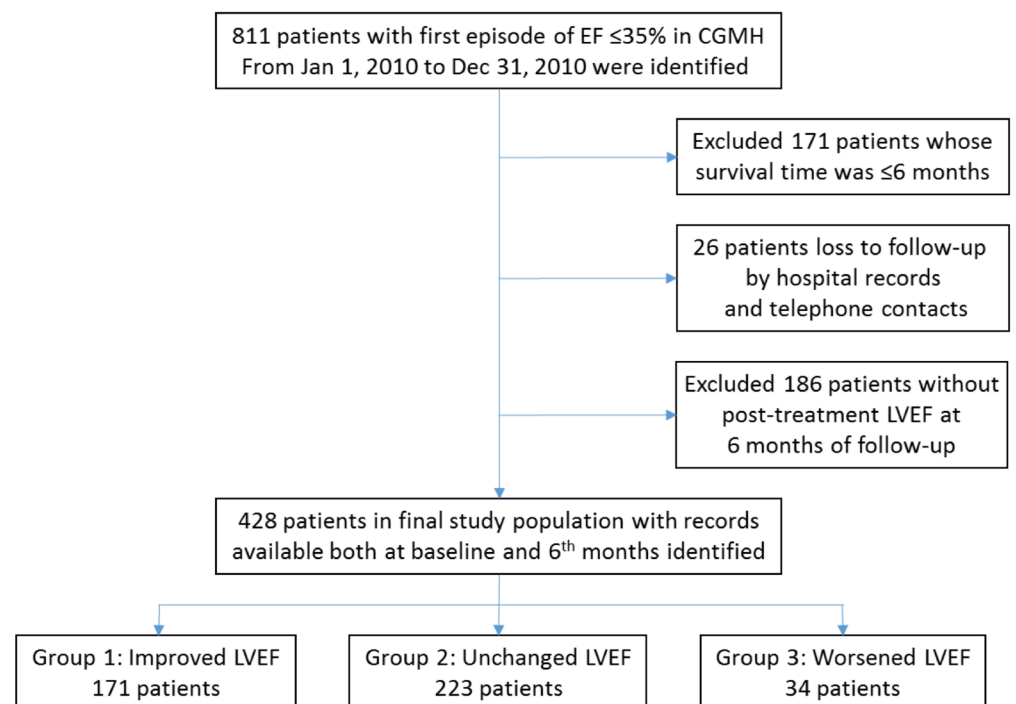 811 patients with first episode of EF ≤35% in CGMH
From Jan 1, 2010 to Dec 31, 2010 were identified
Excluded 171 patients whose
survival time was ≤6 months
26 patients loss to follow-up
by hospital records
and telephone contacts
Excluded 186 patients without
post-treatment LVEF at
6 months of follow-up
428 patients in final study population with records
available both at baseline and 6th months identified
Group 1: Improved LVEF
171 patients
Group 2: Unchanged LVEF
223 patients
Group 3: Worsened LVEF
34 patients